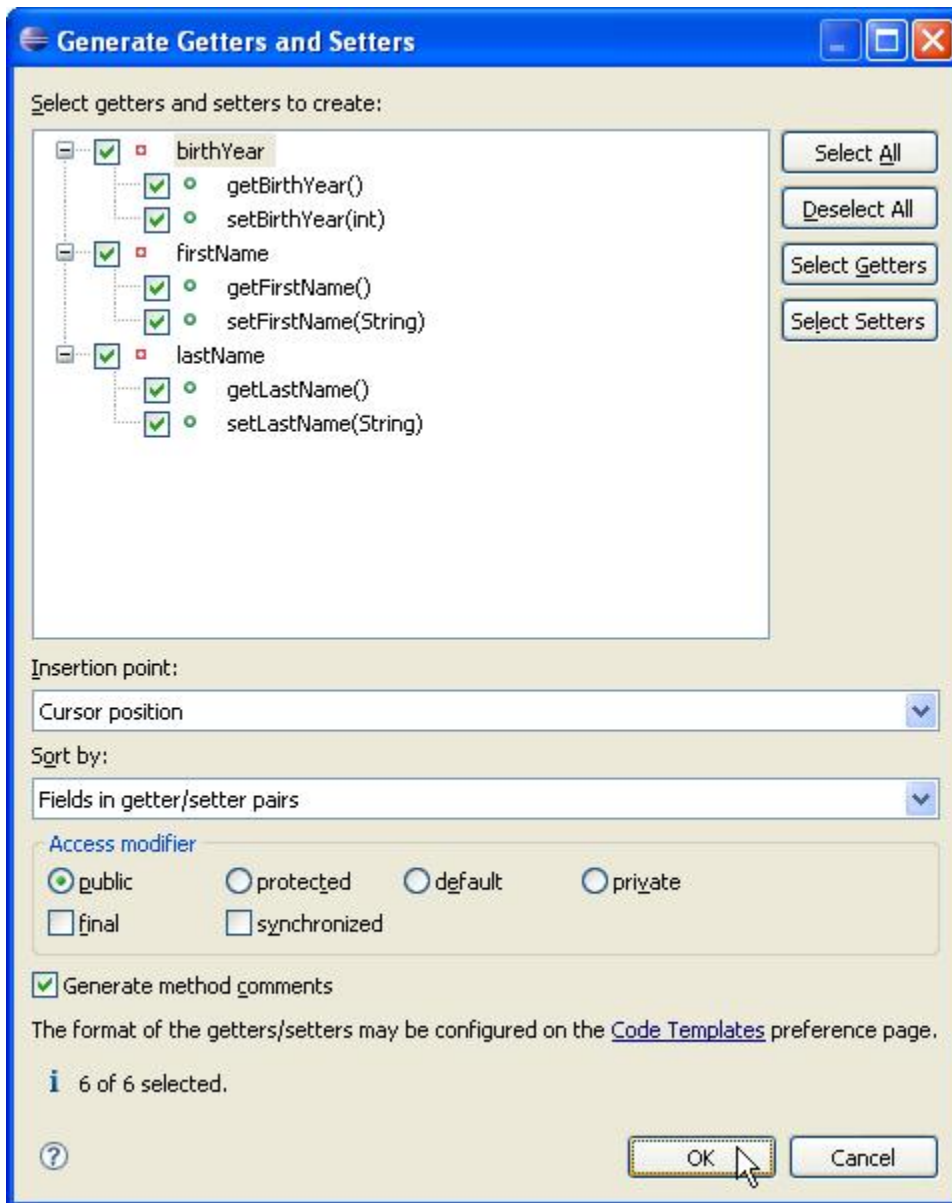 Generate Getters and Setters
Select getters and setters to create:
birthYear
getBirthYear()
setBirthYear(int)
firstName
getFirstName()
setFirstName(String)
lastName
getLastName()
setLastName(String)
Select All
Deselect All
Select Getters
Select Setters
Insertion point:
Cursor position
Sort by:
Fields in getter/setter pairs
Access modifier
public protected default private
final synchronized
Generate method comments
The format of the getters/setters may be configured on the Code Templates preference page.
i 6 of 6 selected.
? OK Cancel